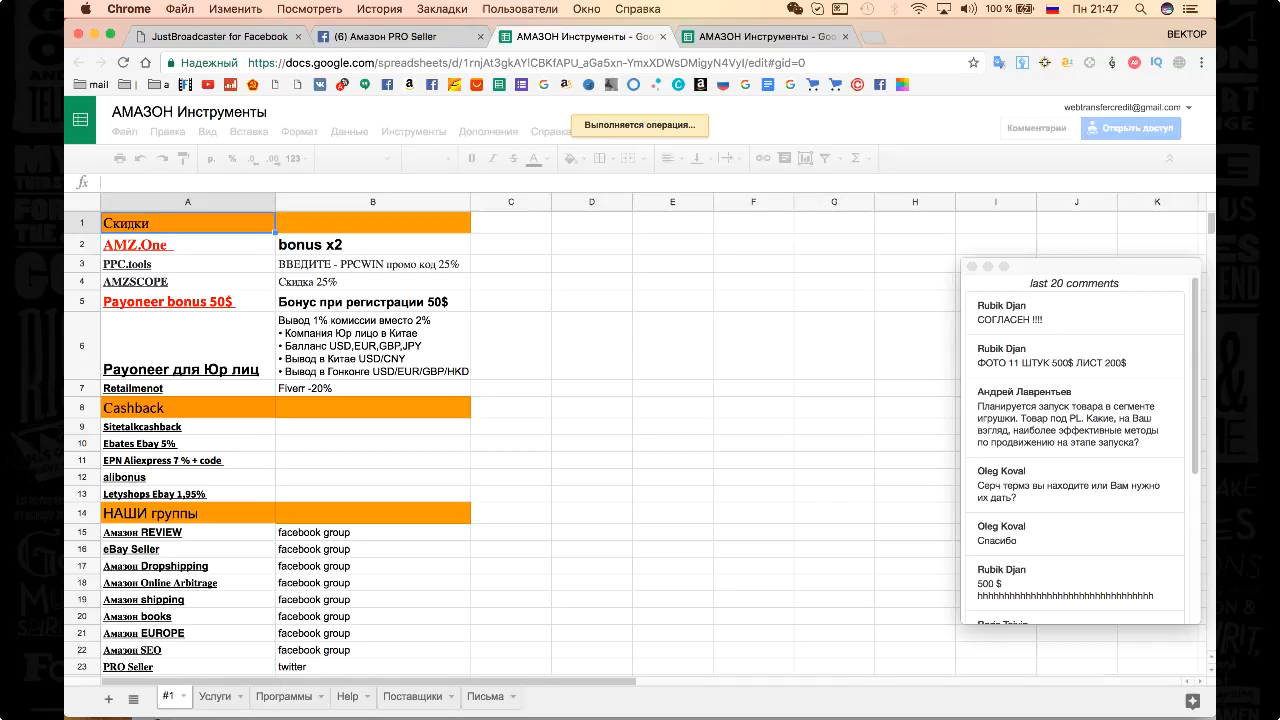 Chrome Файл Изменить Посмотреть История Закладки Пользователи Окно Справка 100 % Пн 21:47
JustBroadcaster for Facebook
(6) Амазон PRO Seller
АМАЗОН Инструменты - Goo
АМАЗОН Инструменты - Goo
ВЕКТОР
Надежный https://docs.google.com/spreadsheets/d/1rnjAt3gkAYlCBKfAPU_aGa5xn-YmxXDWsDMigyN4VyI/edit#gid=0
mail
АМАЗОН Инструменты
webtransfercredit@gmail.com
Файл Правка Вид Вставка Формат Данные Инструменты Дополнения Справка
Выполняется операция...
Комментарии
Открыть доступ
р. % .0 .00 123
fx
A B C D E F G H I J K
1 Скидки
2 AMZ.One bonus x2
3 PPC.tools ВВЕДИТЕ - PPCWIN промо код 25%
4 AMZSCOPE Скидка 25%
5 Payoneer bonus 50$ Бонус при регистрации 50$
Вывод 1% комиссии вместо 2%
• Компания Юр лицо в Китае
• Балланс USD,EUR,GBP,JPY
• Вывод в Китае USD/CNY
6 Payoneer для Юр лиц • Вывод в Гонконге USD/EUR/GBP/HKD
7 Retailmenot Fiverr -20%
8 Cashback
9 Sitetalkcashback
10 Ebates Ebay 5%
11 EPN Aliexpress 7 % + code
12 alibonus
13 Letyshops Ebay 1,95%
14 НАШИ группы
15 Амазон REVIEW facebook group
16 eBay Seller facebook group
17 Амазон Dropshipping facebook group
18 Амазон Online Arbitrage facebook group
19 Амазон shipping facebook group
20 Амазон books facebook group
21 Амазон EUROPE facebook group
22 Амазон SEO facebook group
23 PRO Seller twitter
last 20 comments
Rubik Djan
СОГЛАСЕН !!!!
Rubik Djan
ФОТО 11 ШТУК 500$ ЛИСТ 200$
Андрей Лаврентьев
Планируется запуск товара в сегменте
игрушки. Товар под PL. Какие, на Ваш
взгляд, наиболее эффективные методы
по продвижению на этапе запуска?
Oleg Koval
Серч термз вы находите или Вам нужно
их дать?
Oleg Koval
Спасибо
Rubik Djan
500 $
hhhhhhhhhhhhhhhhhhhhhhhhhhhhhhhhh
#1 Услуги Программы Help Поставщики Письма